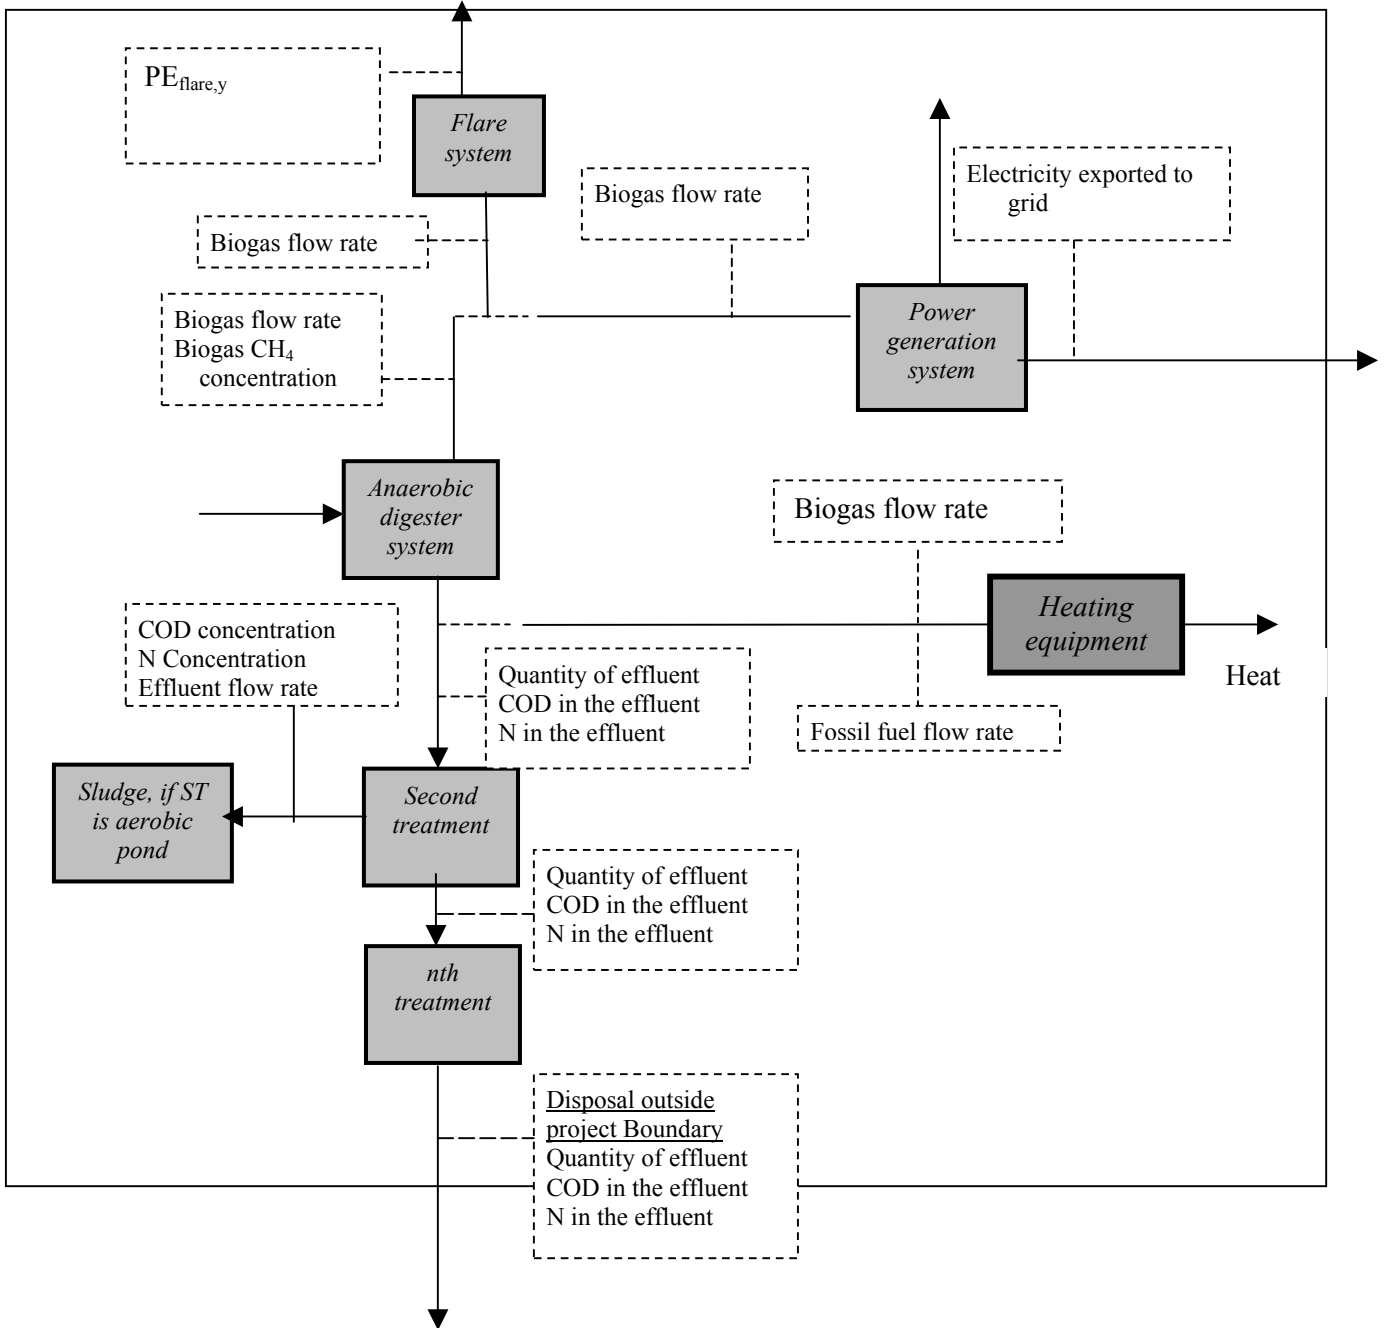 PEflare,y
Flare
system
Biogas flow rate
Electricity exported to
grid
Biogas flow rate
Biogas flow rate
Biogas CH4
concentration
Power
generation
system
Anaerobic
digester
system
Biogas flow rate
Heating
equipment
Heat
COD concentration
N Concentration
Effluent flow rate
Quantity of effluent
COD in the effluent
N in the effluent
Fossil fuel flow rate
Sludge, if ST
is aerobic
pond
Second
treatment
Quantity of effluent
COD in the effluent
N in the effluent
nth
treatment
Disposal outside
project Boundary
Quantity of effluent
COD in the effluent
N in the effluent